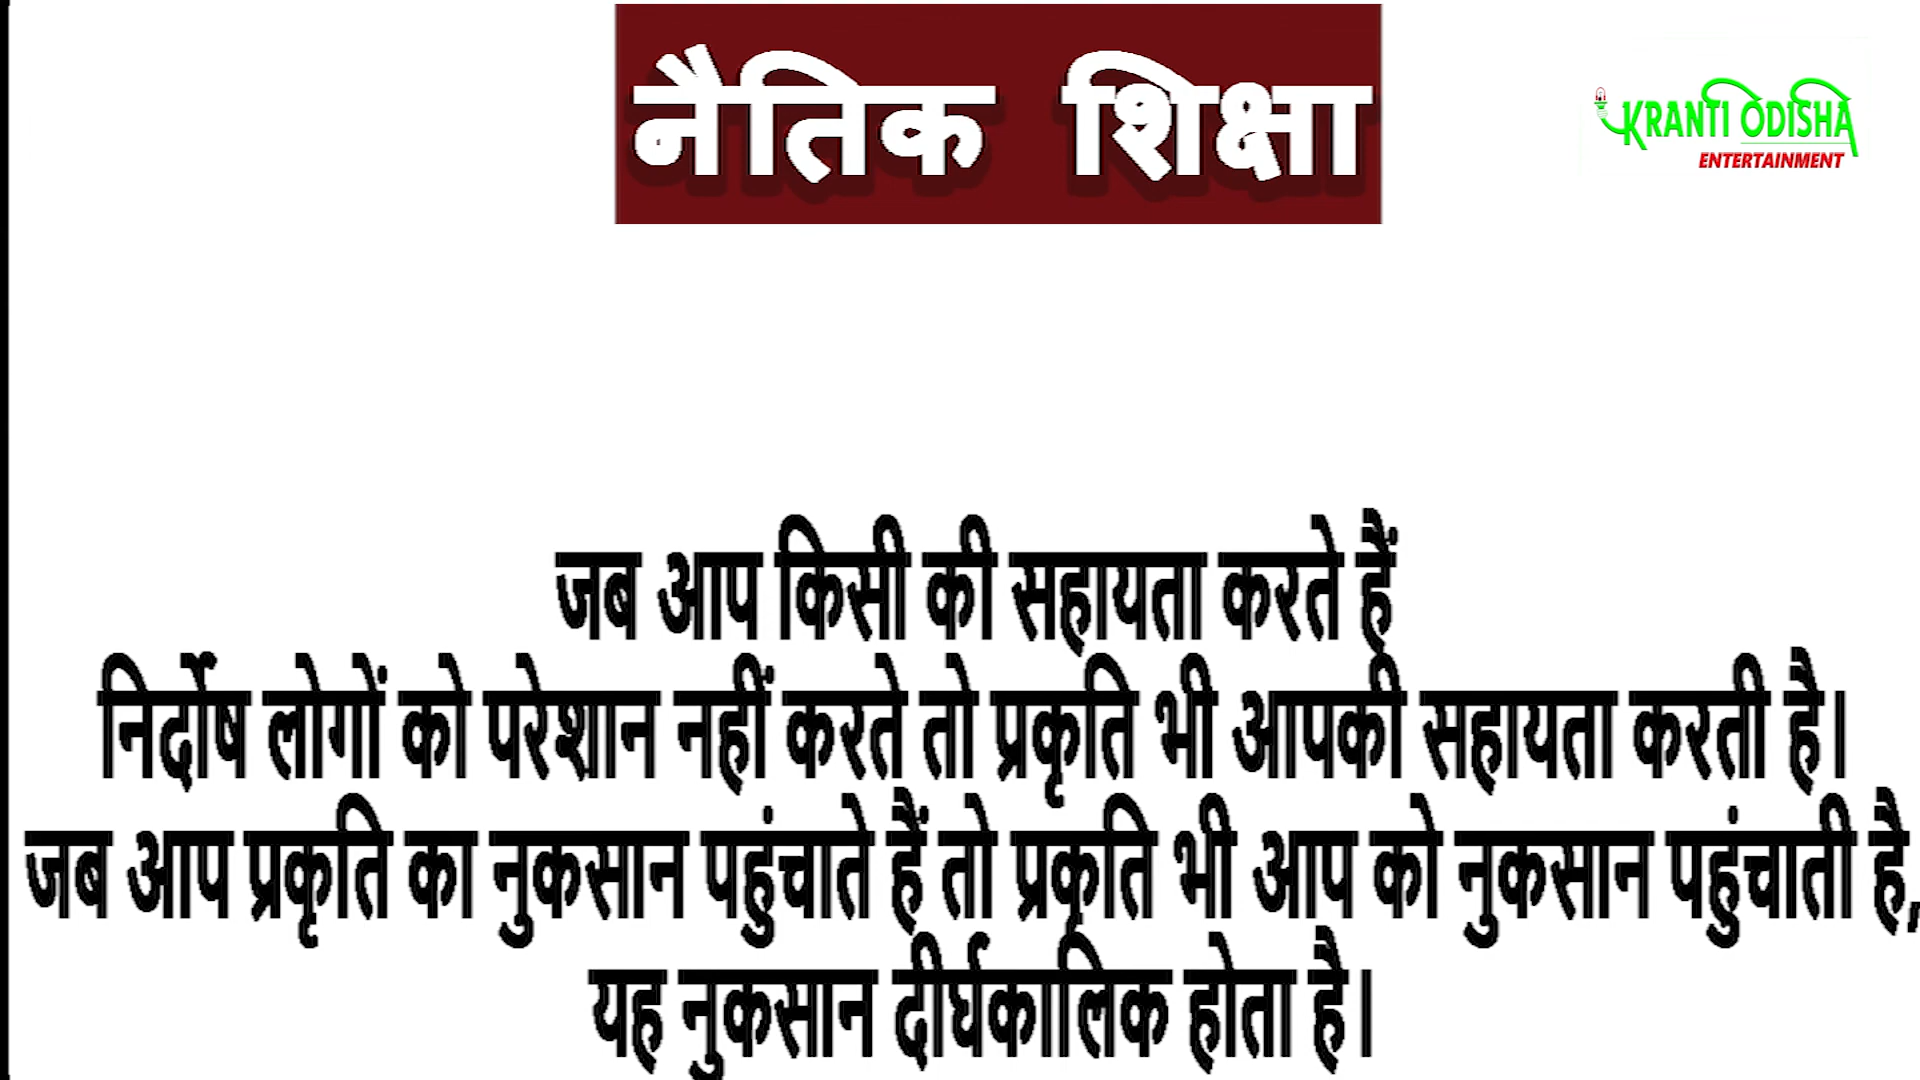 नैतिक शिक्षा
KRANTI ODISHA
ENTERTAINMENT
जब आप किसी की सहायता करते हैं
निर्दोष लोगों को परेशान नहीं करते तो प्रकृति भी आपकी सहायता करती है।
जब आप प्रकृति का नुकसान पहुंचाते हैं तो प्रकृति भी आप को नुकसान पहुंचाती है,
यह नुकसान दीर्घकालिक होता है।